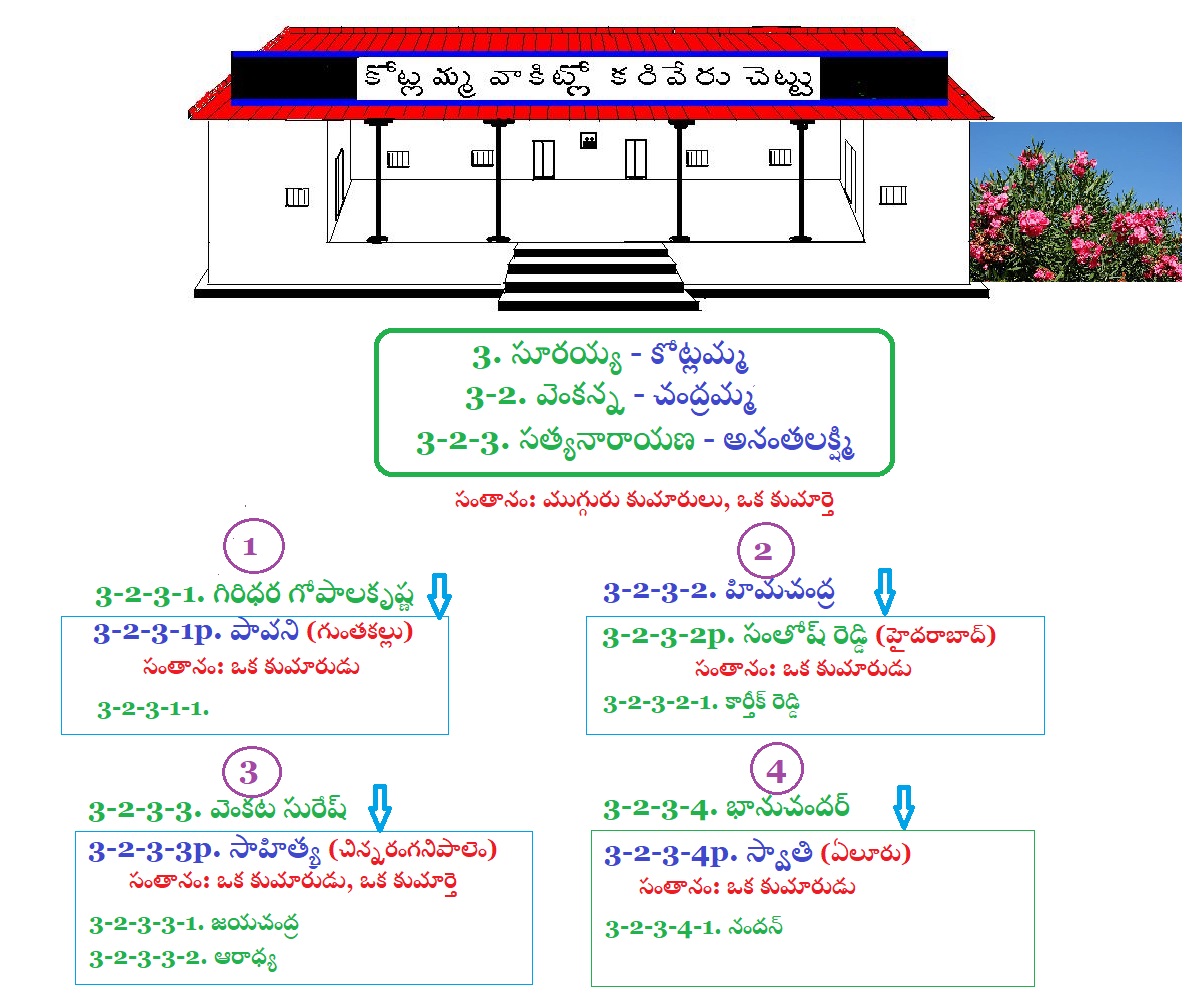 కోట్లమ్మ వాకిట్లో కరివేరు చెట్టు
3. సూరయ్య - కోట్లమ్మ
3-2. వెంకన్న - చంద్రమ్మ
3-2-3. సత్యనారాయణ - అనంతలక్ష్మి
సంతానం: ముగ్గురు కుమారులు, ఒక కుమార్తె
1
3-2-3-1. గిరిధర గోపాలకృష్ణ
3-2-3-1p. పావని (గుంతకల్లు)
సంతానం: ఒక కుమారుడు
3-2-3-1-1.
2
3-2-3-2. హిమచంద్ర
3-2-3-2p. సంతోష్ రెడ్డి (హైదరాబాద్)
సంతానం: ఒక కుమారుడు
3-2-3-2-1. కార్తీక్ రెడ్డి
3
3-2-3-3. వెంకట సురేష్
3-2-3-3p. సాహిత్య (చిన్నరంగనిపాలెం)
సంతానం: ఒక కుమారుడు, ఒక కుమార్తె
3-2-3-3-1. జయచంద్ర
3-2-3-3-2. ఆరాధ్య
4
3-2-3-4. భానుచందర్
3-2-3-4p. స్వాతి (ఏలూరు)
సంతానం: ఒక కుమారుడు
3-2-3-4-1. నందన్